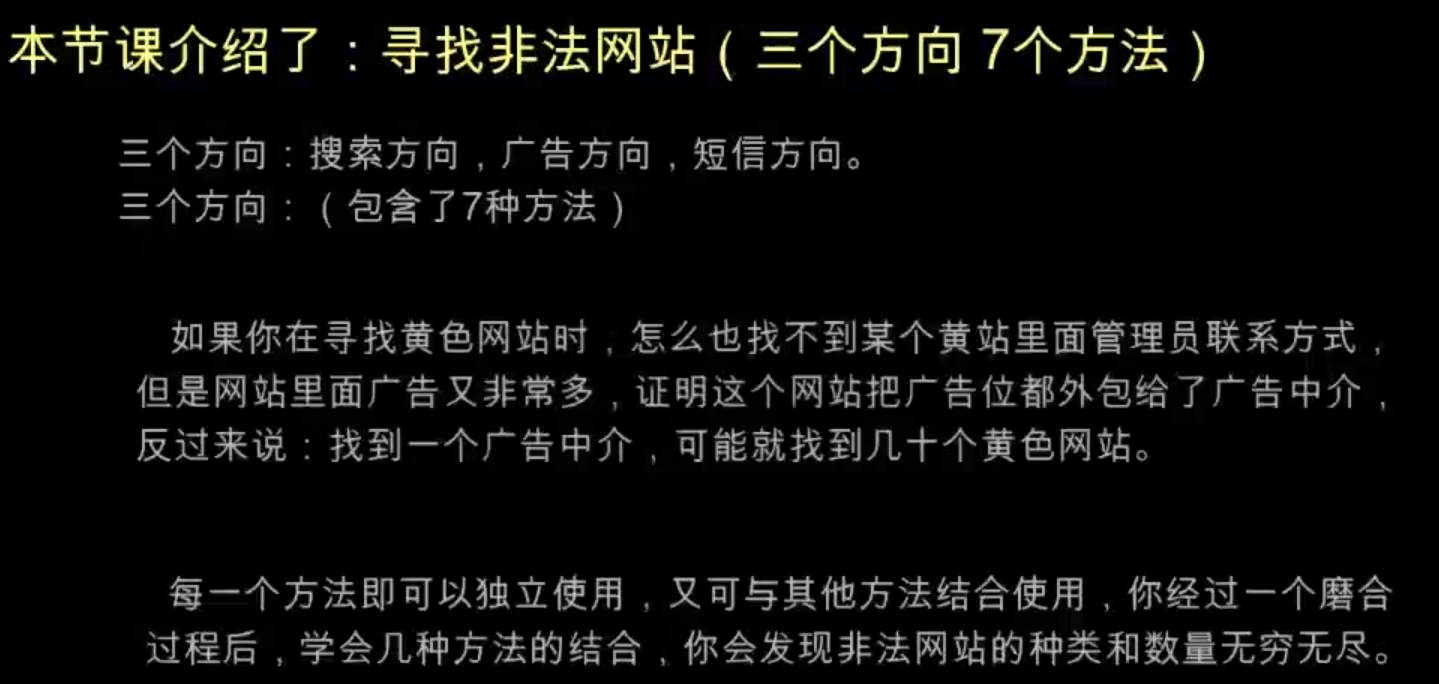 本节课介绍了：寻找非法网站（三个方向 7个方法）
三个方向：搜索方向，广告方向，短信方向。
三个方向：（包含了7种方法）
如果你在寻找黄色网站时，怎么也找不到某个黄站里面管理员联系方式，
但是网站里面广告又非常多，证明这个网站把广告位都外包给了广告中介，
反过来说：找到一个广告中介，可能就找到几十个黄色网站。
每一个方法即可以独立使用，又可与其他方法结合使用，你经过一个磨合
过程后，学会几种方法的结合，你会发现非法网站的种类和数量无穷无尽。